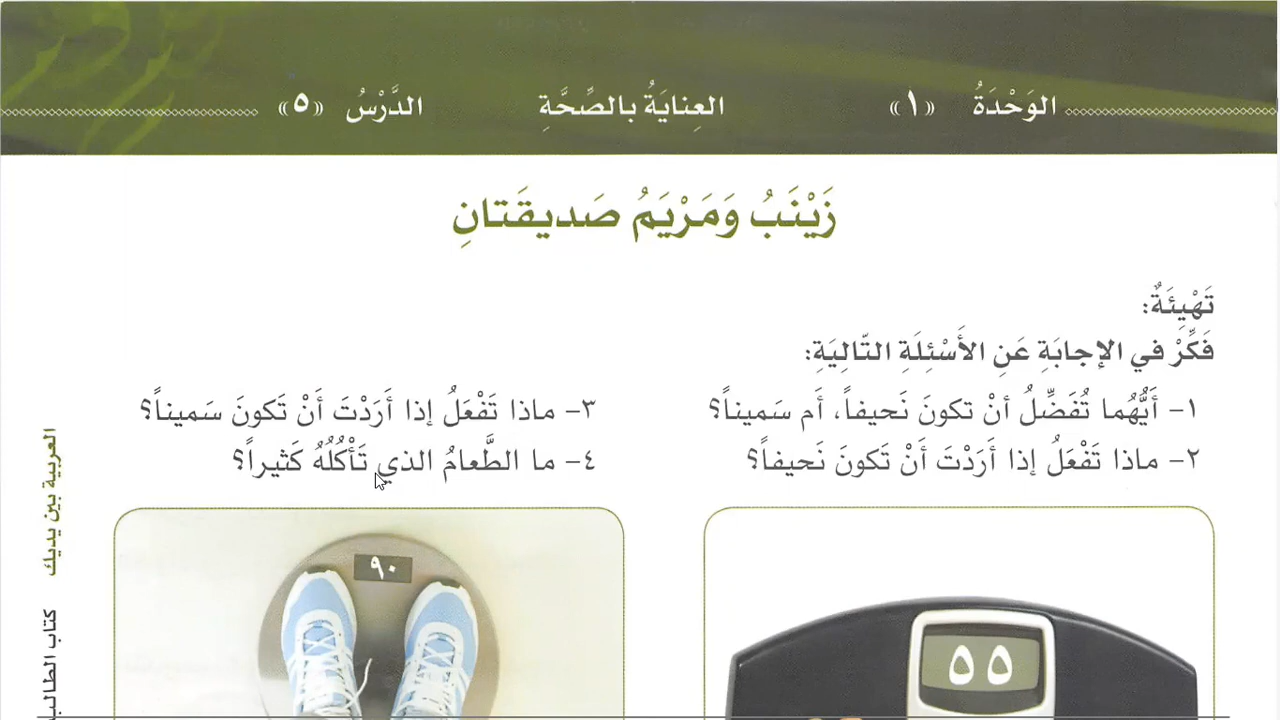 الوَحْدَةُ «١» العِنايَةُ بالصِّحَّةِ الدَّرْسُ «٥»
زَيْنَبُ وَمَرْيَمُ صَديقَتانِ
تَهْيِئَةٌ:
فَكِّرْ في الإجابَةِ عَنِ الأَسْئِلَةِ التّالِيَةِ:
١- أَيُّهُما تُفَضِّلُ أنْ تكونَ نَحيفاً، أَم سَميناً؟
٢- ماذا تَفْعَلُ إذا أَرَدْتَ أَنْ تَكونَ نَحيفاً؟
٣- ماذا تَفْعَلُ إذا أَرَدْتَ أَنْ تَكونَ سَميناً؟
٤- ما الطَّعامُ الذي تَأْكُلُهُ كَثيراً؟
٥٥
٩٠
العربية بين يديك
كتاب الطالب